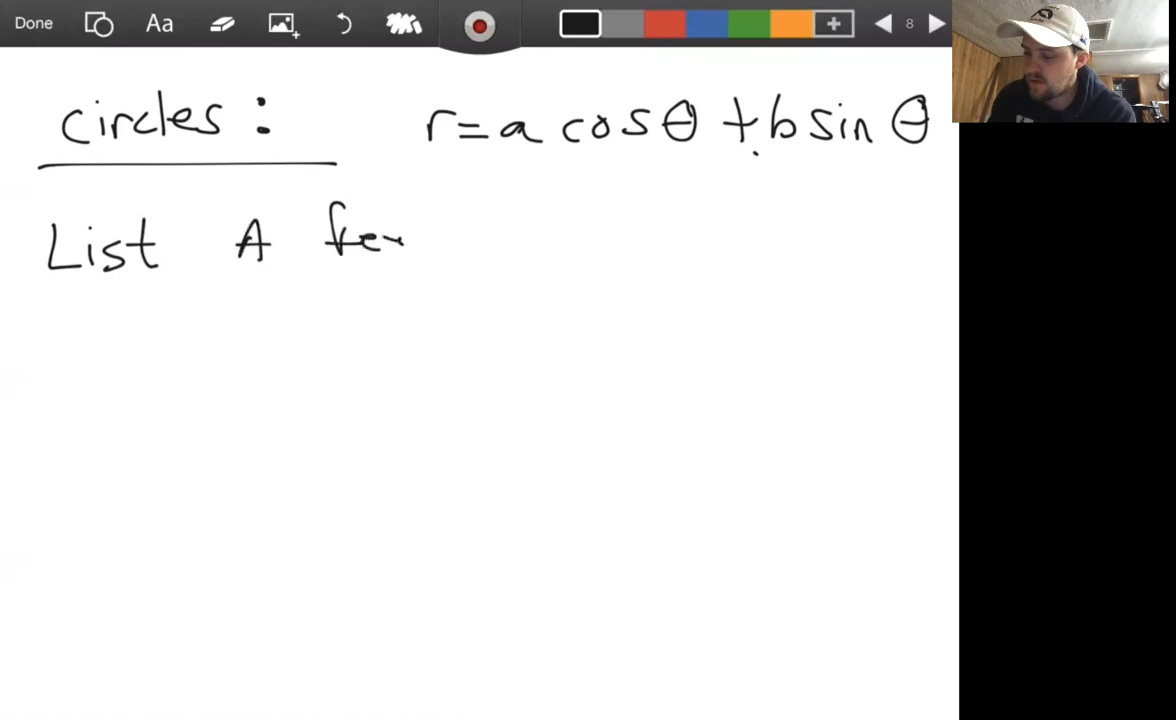 Done Aa 8
circles: r = a cos θ + b sin θ
List A